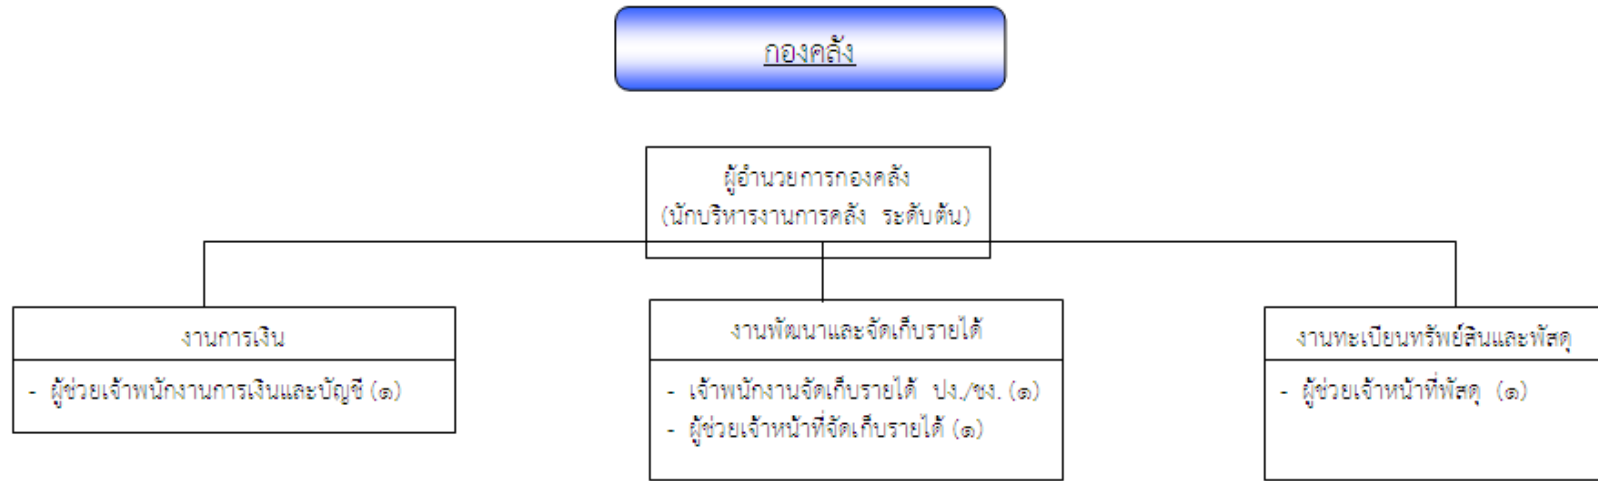 กองคลัง
ผู้อำนวยการกองคลัง
(นักบริหารงานการคลัง ระดับต้น)
งานการเงิน
- ผู้ช่วยเจ้าพนักงานการเงินและบัญชี (๑)
งานพัฒนาและจัดเก็บรายได้
- เจ้าพนักงานจัดเก็บรายได้ ปง./ชง. (๑)
- ผู้ช่วยเจ้าหน้าที่จัดเก็บรายได้ (๑)
งานทะเบียนทรัพย์สินและพัสดุ
- ผู้ช่วยเจ้าหน้าที่พัสดุ (๑)